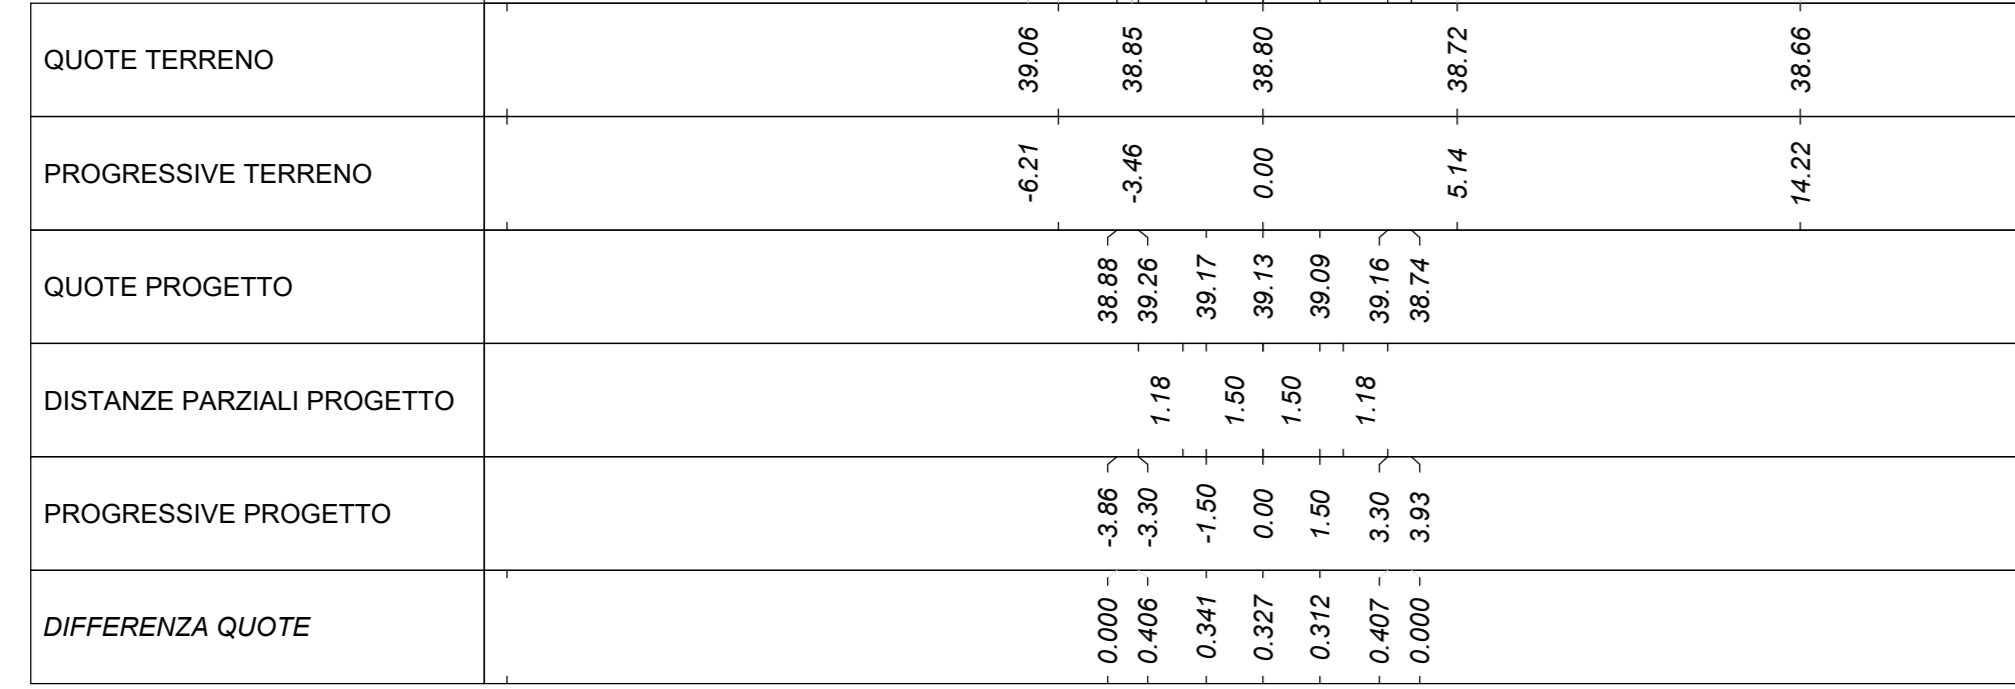 QUOTE TERRENO 39.06 38.85 38.80 38.72 38.66
PROGRESSIVE TERRENO -6.21 -3.46 0.00 5.14 14.22
QUOTE PROGETTO 38.88 39.26 39.17 39.13 39.09 39.16 38.74
DISTANZE PARZIALI PROGETTO 1.18 1.50 1.50 1.18
PROGRESSIVE PROGETTO -3.86 -3.30 -1.50 0.00 1.50 3.30 3.93
DIFFERENZA QUOTE 0.000 0.406 0.341 0.327 0.312 0.407 0.000